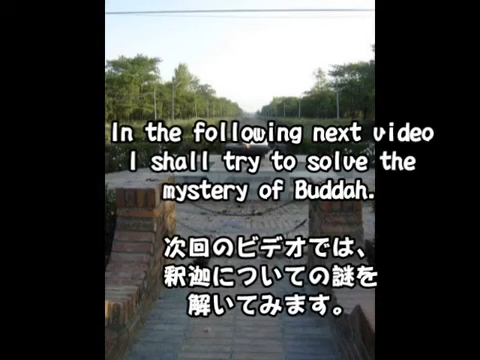 In the following next video
I shall try to solve the
mystery of Buddah.
次回のビデオでは、
釈迦についての謎を
解いてみます。